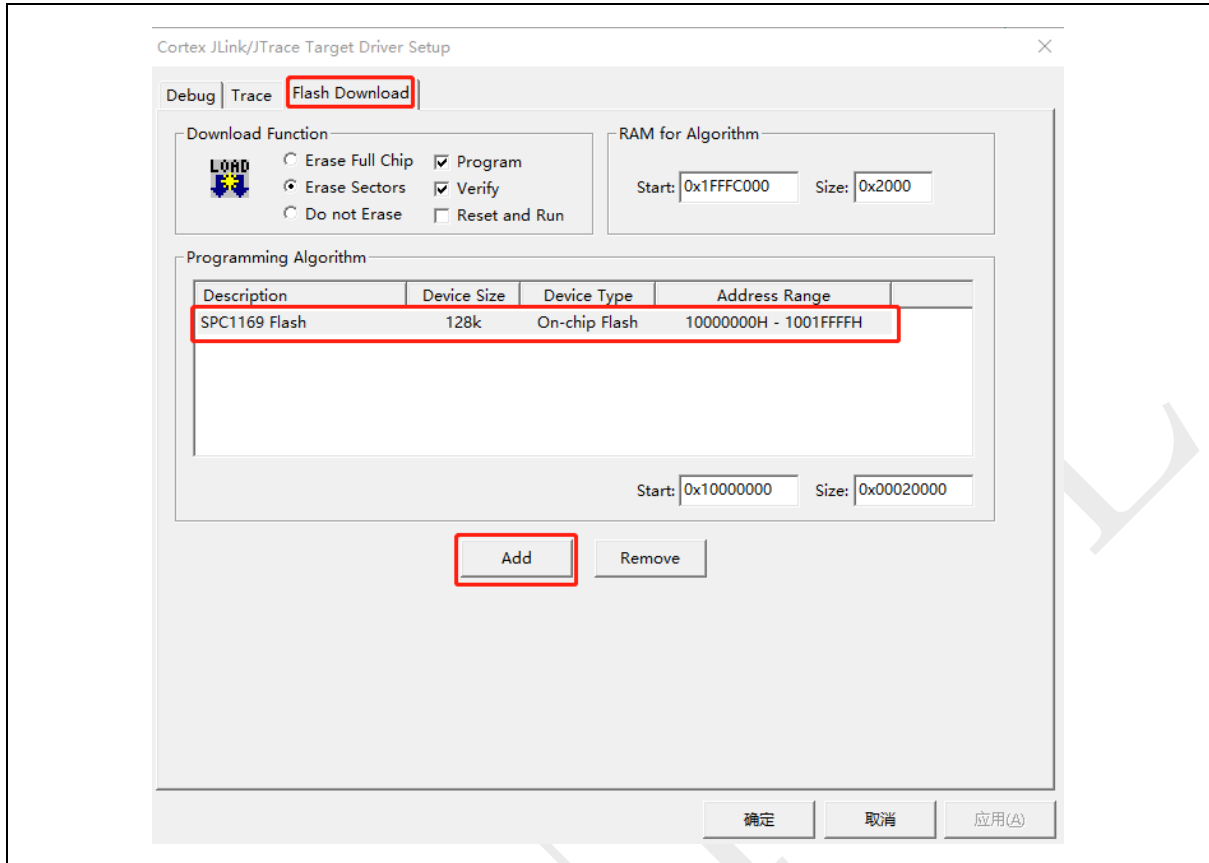 Cortex JLink/JTrace Target Driver Setup
Debug Trace Flash Download
Download Function
LOAD
Erase Full Chip Program
Erase Sectors Verify
Do not Erase Reset and Run
RAM for Algorithm
Start: 0x1FFFC000 Size: 0x2000
Programming Algorithm
Description Device Size Device Type Address Range
SPC1169 Flash 128k On-chip Flash 10000000H - 1001FFFFH
Start: 0x10000000 Size: 0x00020000
Add Remove
确定 取消 应用(A)
L